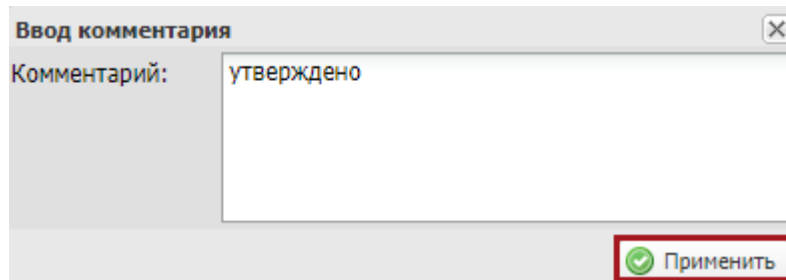 Ввод комментария
Комментарий: утверждено
Применить